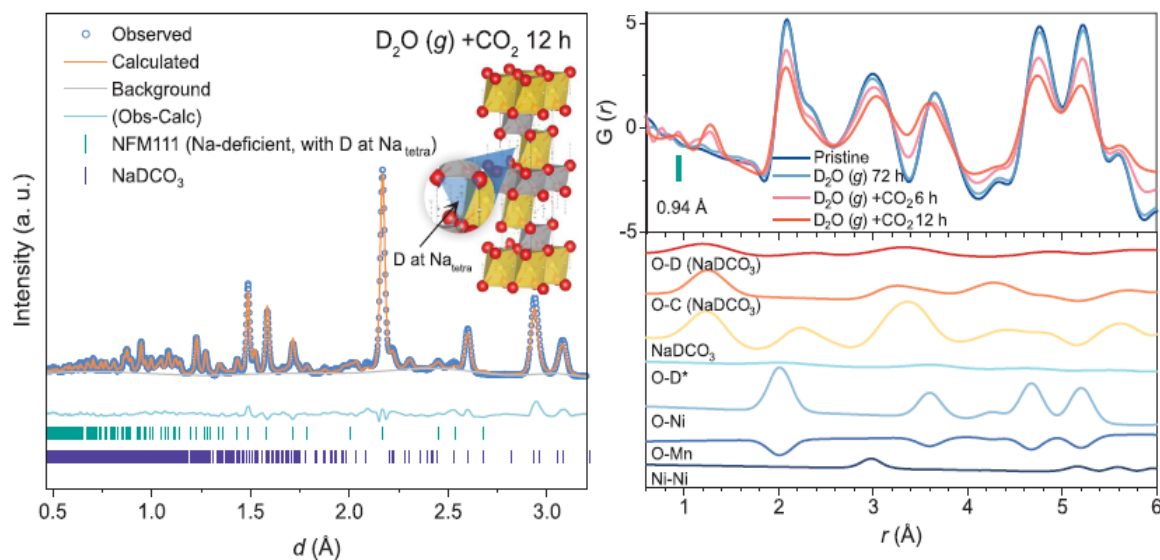 Observed
Calculated
Background
(Obs-Calc)
NFM111 (Na-deficient, with D at Na_tetra)
NaDCO₃
D₂O (g) +CO₂ 12 h
D at Na_tetra
Intensity (a. u.)
0.5 1.0 1.5 2.0 2.5 3.0
d (Å)
5
0
-5
G (r)
0.94 Å
Pristine
D₂O (g) 72 h
D₂O (g) +CO₂ 6 h
D₂O (g) +CO₂ 12 h
O-D (NaDCO₃)
O-C (NaDCO₃)
NaDCO₃
O-D*
O-Ni
O-Mn
Ni-Ni
1 2 3 4 5 6
r (Å)